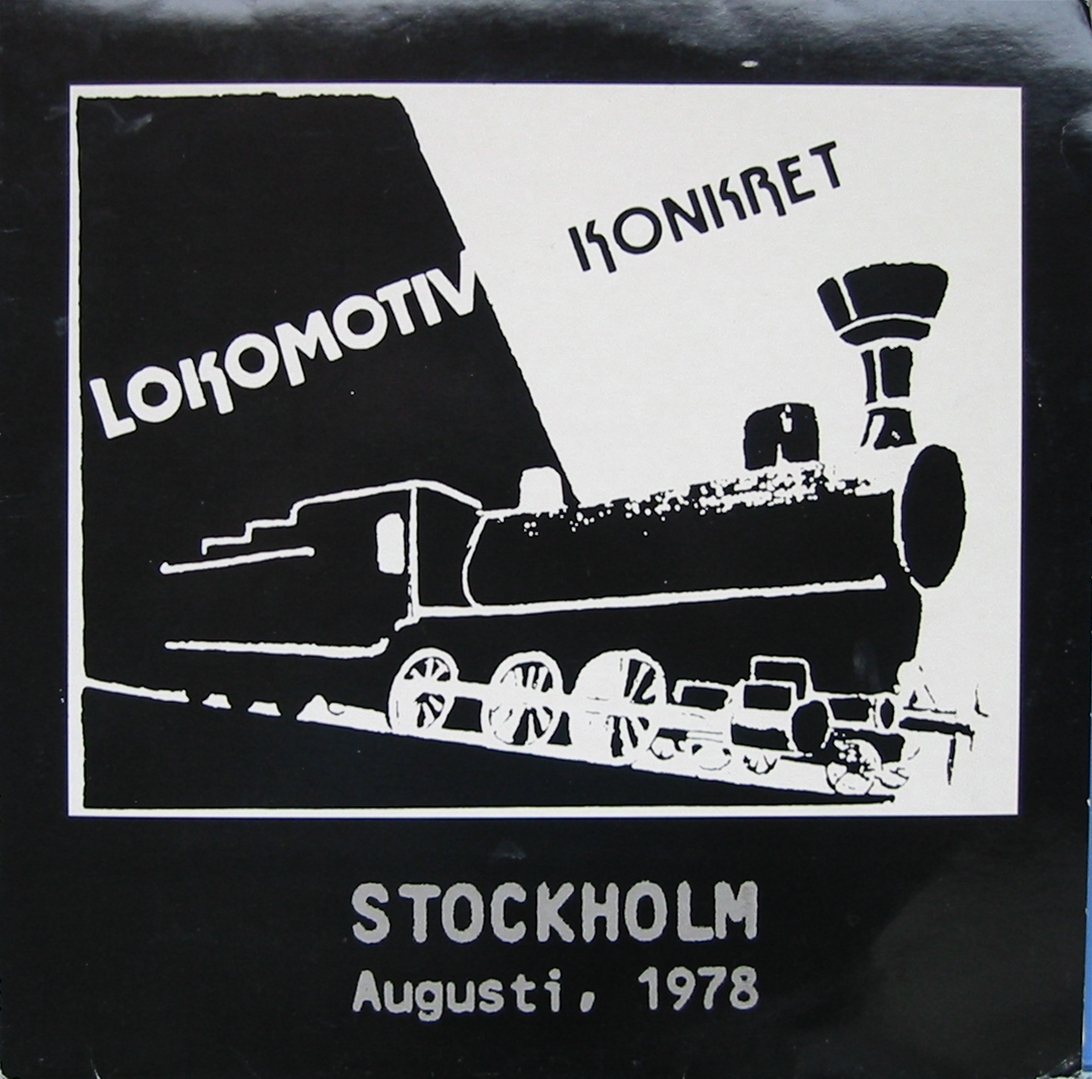 LOKOMOTIV KONKRET
STOCKHOLM
Augusti, 1978